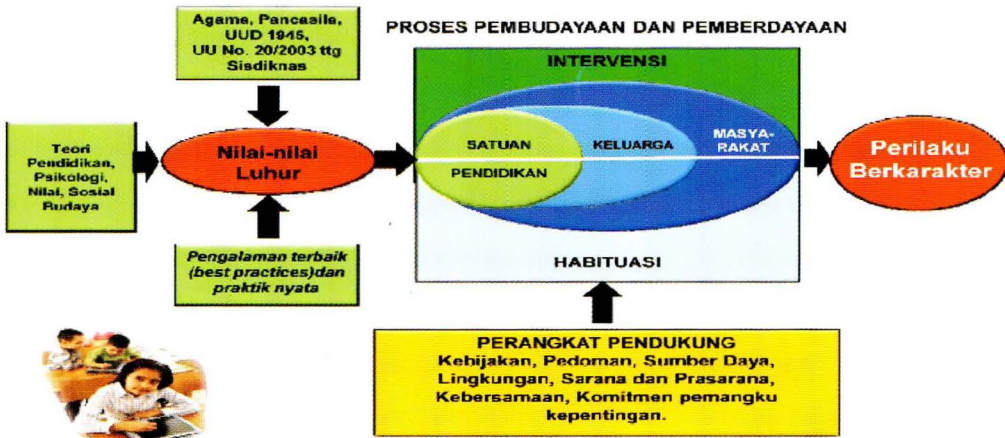 Agama, Pancasila,
UUD 1945,
UU No. 20/2003 ttg
Sisdiknas
PROSES PEMBUDAYAAN DAN PEMBERDAYAAN
INTERVENSI
Teori
Pendidikan,
Psikologi,
Nilai, Sosial
Budaya
Nilai-nilai
Luhur
SATUAN
PENDIDIKAN
KELUARGA
MASYA-
RAKAT
Perilaku
Berkarakter
Pengalaman terbaik
(best practices)dan
praktik nyata
HABITUASI
PERANGKAT PENDUKUNG
Kebijakan, Pedoman, Sumber Daya,
Lingkungan, Sarana dan Prasarana,
Kebersamaan, Komitmen pemangku
kepentingan.